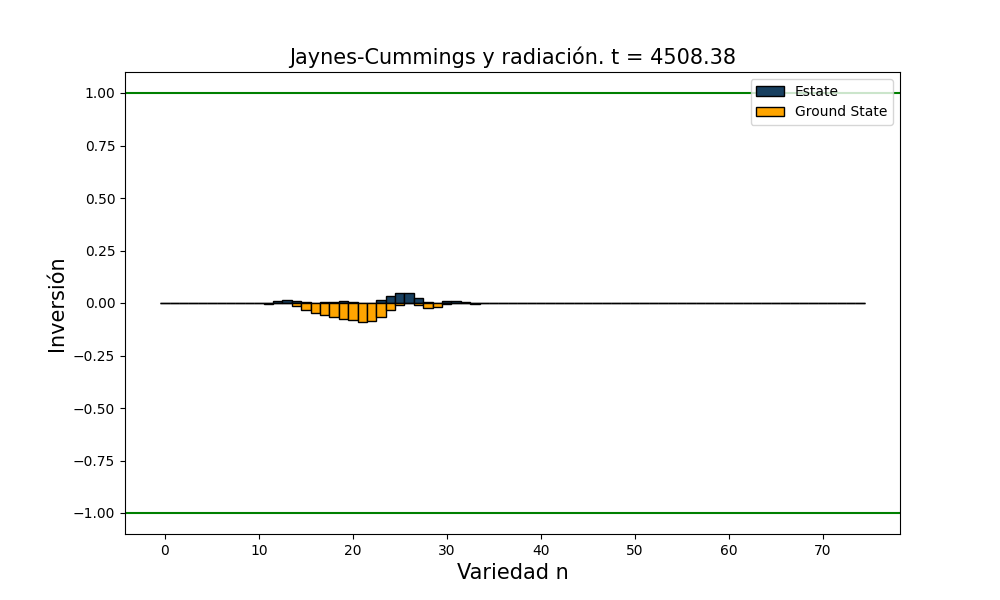 Jaynes-Cummings y radiación. t = 4508.38
Estate
Ground State
1.00
0.75
0.50
0.25
0.00
−0.25
−0.50
−0.75
−1.00
Inversión
0 10 20 30 40 50 60 70
Variedad n